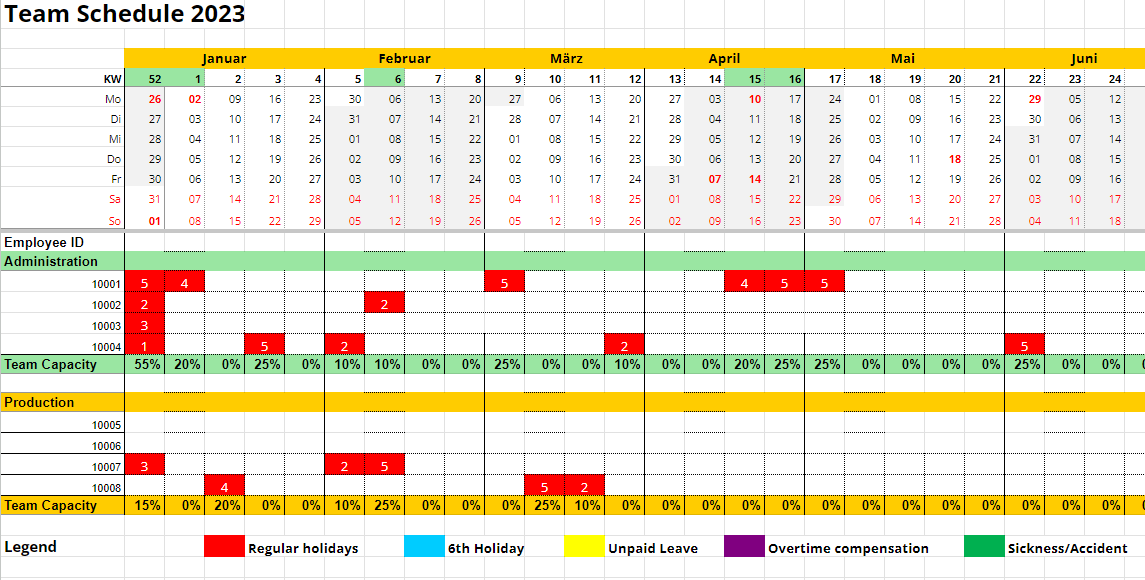 Team Schedule 2023
Januar Februar März April Mai Juni
KW 52 1 2 3 4 5 6 7 8 9 10 11 12 13 14 15 16 17 18 19 20 21 22 23 24
Mo 26 02 09 16 23 30 06 13 20 27 06 13 20 27 03 10 17 24 01 08 15 22 29 05 12
Di 27 03 10 17 24 31 07 14 21 28 07 14 21 28 04 11 18 25 02 09 16 23 30 06 13
Mi 28 04 11 18 25 01 08 15 22 01 08 15 22 29 05 12 19 26 03 10 17 24 31 07 14
Do 29 05 12 19 26 02 09 16 23 02 09 16 23 30 06 13 20 27 04 11 18 25 01 08 15
Fr 30 06 13 20 27 03 10 17 24 03 10 17 24 31 07 14 21 28 05 12 19 26 02 09 16
Sa 31 07 14 21 28 04 11 18 25 04 11 18 25 01 08 15 22 29 06 13 20 27 03 10 17
So 01 08 15 22 29 05 12 19 26 05 12 19 26 02 09 16 23 30 07 14 21 28 04 11 18
Employee ID
Administration
10001 5 4 5 4 5 5
10002 2 2
10003 3
10004 1 5 2 2 5
Team Capacity 55% 20% 0% 25% 0% 10% 10% 0% 0% 25% 0% 0% 10% 0% 0% 20% 25% 25% 0% 0% 0% 0% 25% 0% 0%
Production
10005
10006
10007 3 2 5
10008 4 5 2
Team Capacity 15% 0% 20% 0% 0% 10% 25% 0% 0% 0% 25% 10% 0% 0% 0% 0% 0% 0% 0% 0% 0% 0% 0% 0% 0%
Legend Regular holidays 6th Holiday Unpaid Leave Overtime compensation Sickness/Accident